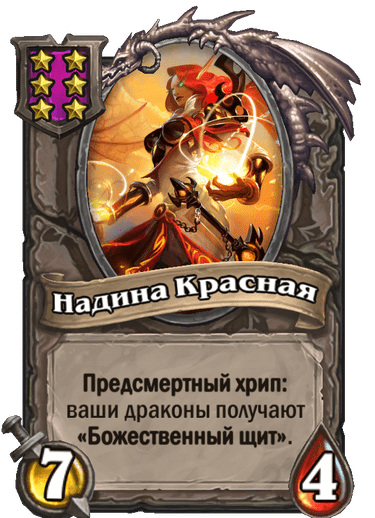 Надина Красная
Предсмертный хрип:
ваши драконы получают
«Божественный щит».
7
4